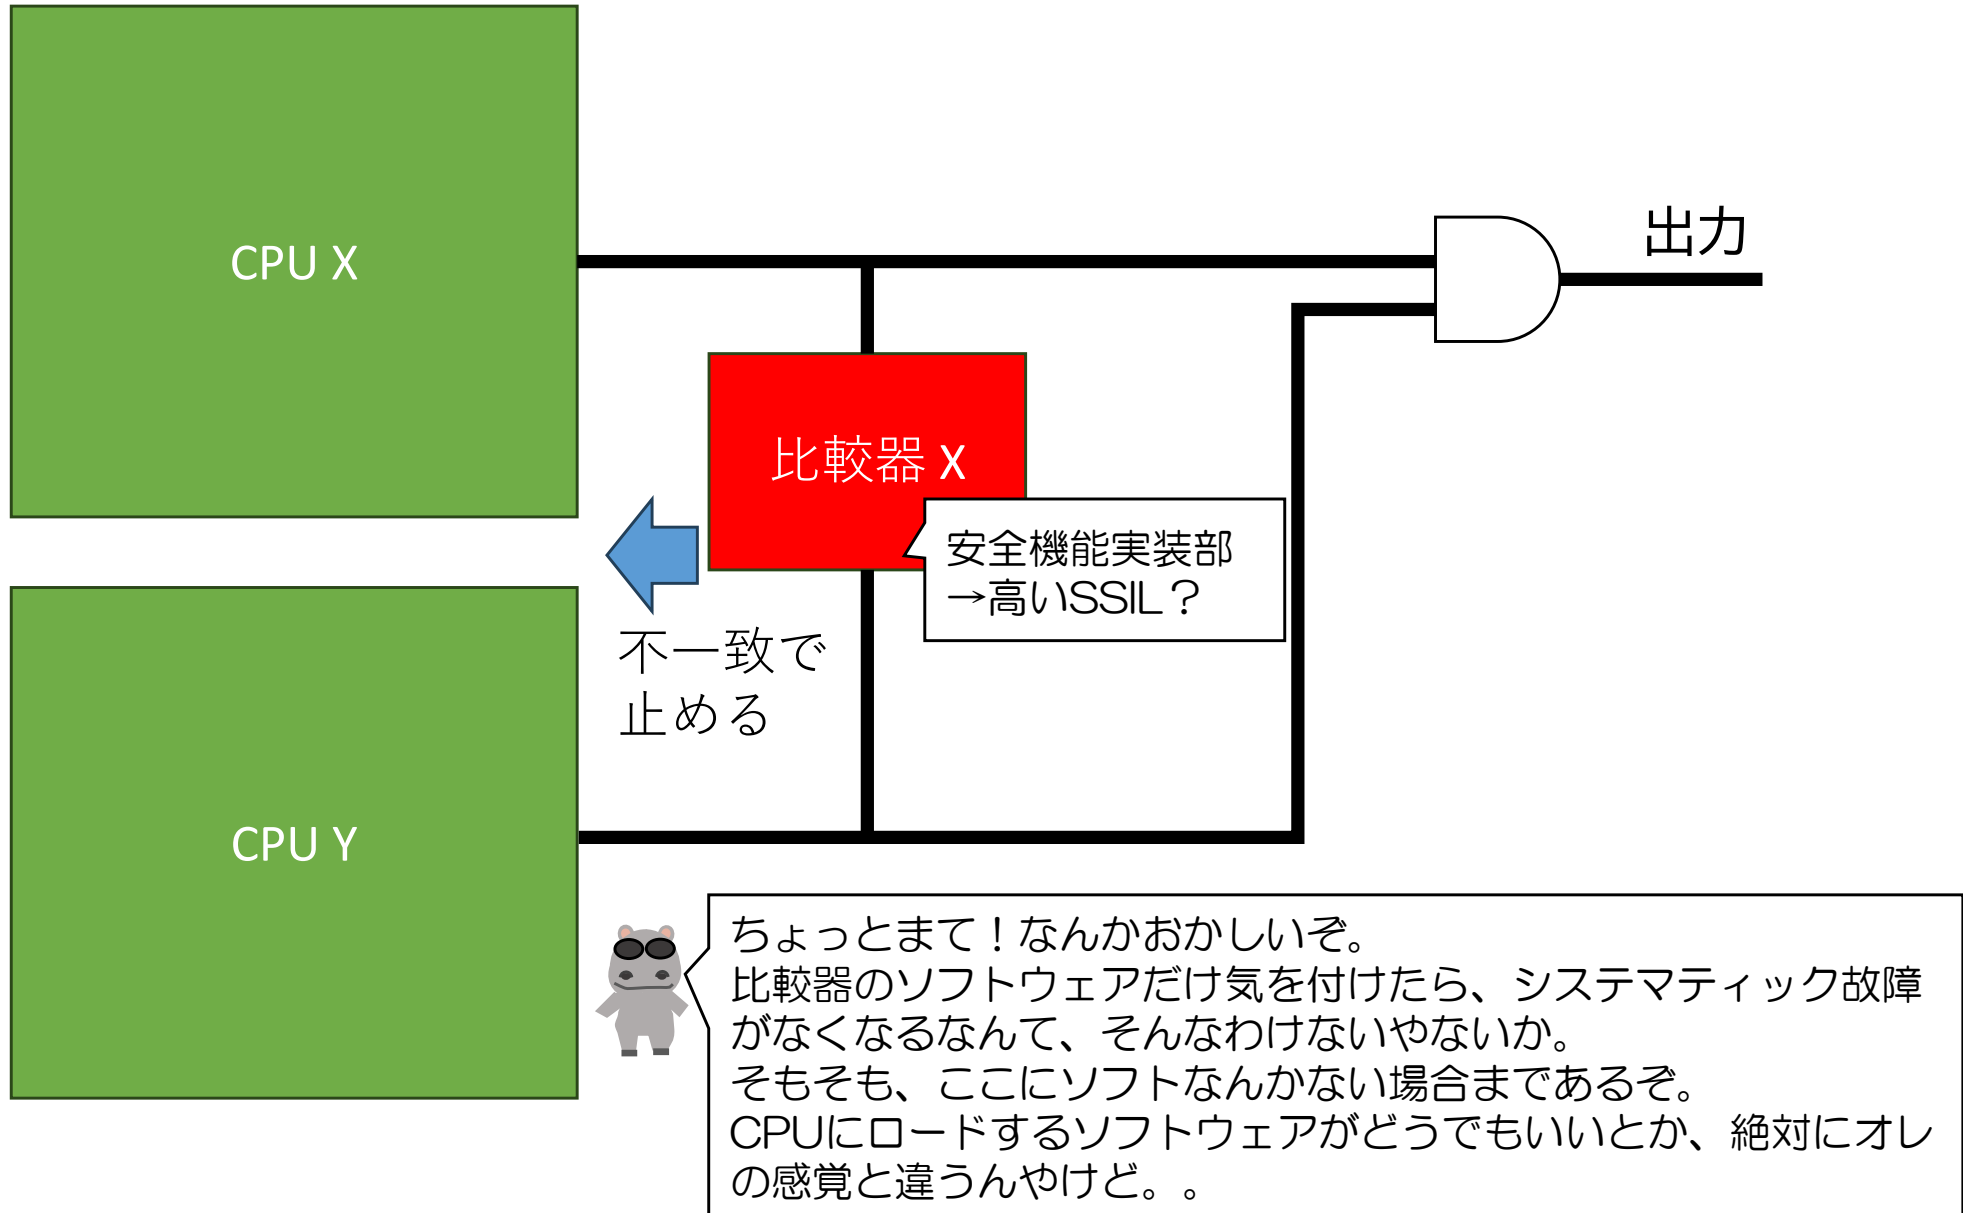 CPU X
出力
比較器 X
安全機能実装部
→高いSSIL？
不一致で
止める
CPU Y
ちょっとまて！なんかおかしいぞ。
比較器のソフトウェアだけ気を付けたら、システマティック故障
がなくなるなんて、そんなわけないやないか。
そもそも、ここにソフトなんかない場合まであるぞ。
CPUにロードするソフトウェアがどうでもいいとか、絶対にオレ
の感覚と違うんやけど。。